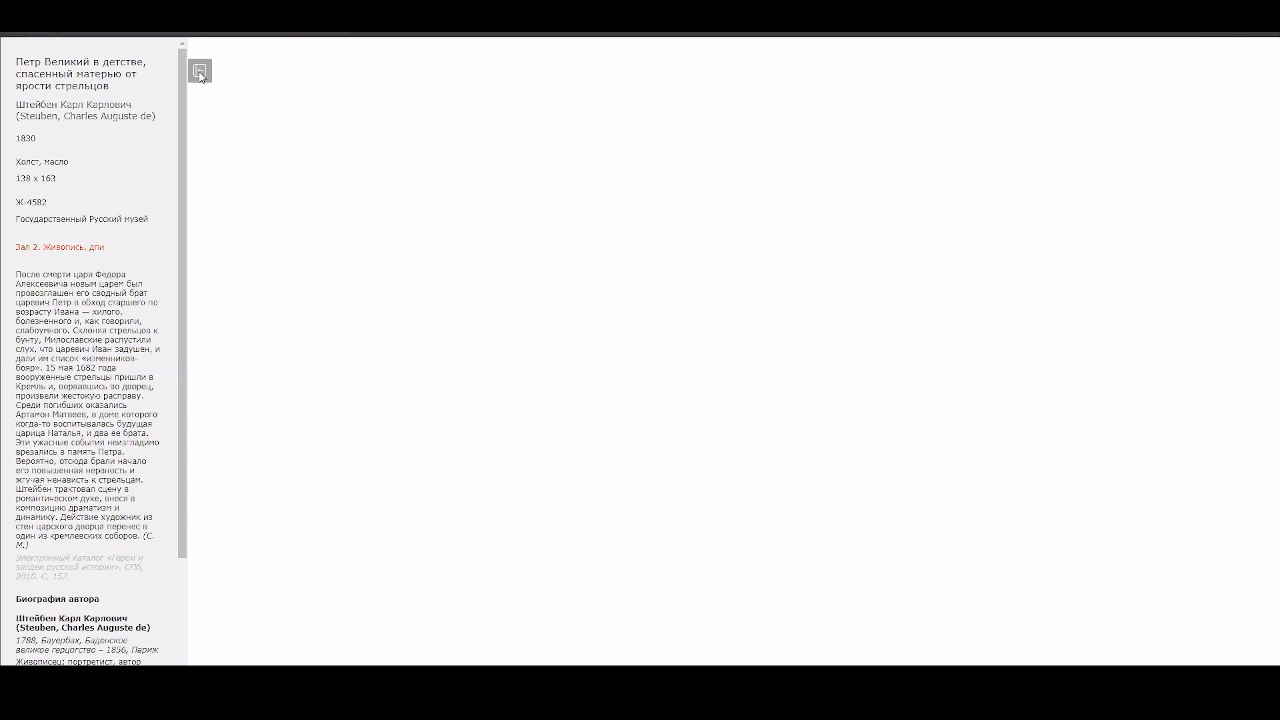 Петр Великий в детстве,
спасенный матерью от
ярости стрельцов
Штейбен Карл Карлович
(Steuben, Charles Auguste de)
1830
Холст, масло
138 x 163
Ж-4582
Государственный Русский музей
Зал 2. Живопись, дпи
После смерти царя Федора
Алексеевича новым царем был
провозглашен его сводный брат
царевич Петр в обход старшего по
возрасту Ивана — хилого,
болезненного и, как говорили,
слабоумного. Склоняя стрельцов к
бунту, Милославские распустили
слух, что царевич Иван задушен, и
дали им список «изменников-
бояр». 15 мая 1682 года
вооруженные стрельцы пришли в
Кремль и, ворвавшись во дворец,
произвели жестокую расправу.
Среди погибших оказались
Артамон Матвеев, в доме которого
когда-то воспитывалась будущая
царица Наталья, и два ее брата.
Эти ужасные события неизгладимо
врезались в память Петра.
Вероятно, отсюда брали начало
его повышенная нервность и
жгучая ненависть к стрельцам.
Штейбен трактовал сцену в
романтическом духе, внеся в
композицию драматизм и
динамику. Действие художник из
стен царского дворца перенес в
один из кремлевских соборов. (С.
М.)
Электронный каталог «Герои и
злодеи русской истории». СПб,
2010. С. 157.
Биография автора
Штейбен Карл Карлович
(Steuben, Charles Auguste de)
1788, Бауербах, Баденское
великое герцогство – 1856, Париж
Живописец; портретист, автор